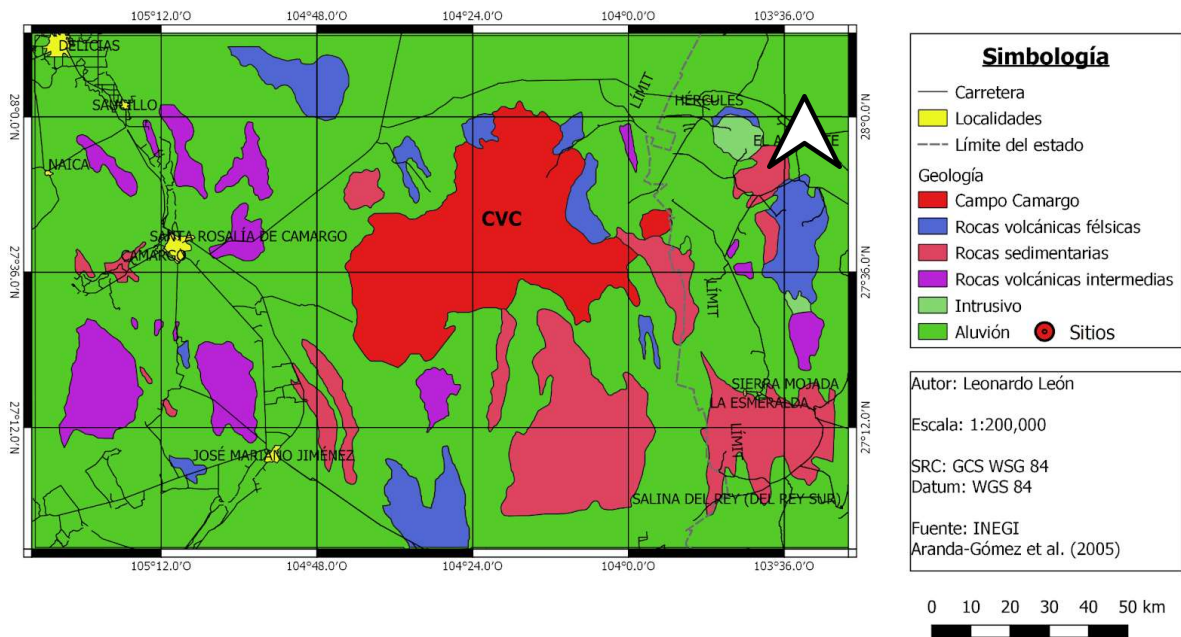 105°12.0'O 104°48.0'O 104°24.0'O 104°0.0'O 103°36.0'O
DELICIAS
SAUCILLO
NAICA
HÉRCULES
LÍMIT
28°0.0'N
28°0.0'N
CVC
SANTA ROSALÍA DE CAMARGO
CAMARGO
27°36.0'N
27°36.0'N
LÍMIT
SIERRA MOJADA
LA ESMERALDA
27°12.0'N
27°12.0'N
LÍMIT
JOSÉ MARIANO JIMÉNEZ
SALINA DEL REY (DEL REY SUR)
105°12.0'O 104°48.0'O 104°24.0'O 104°0.0'O 103°36.0'O
Simbología
Carretera
Localidades
Límite del estado
Geología
Campo Camargo
Rocas volcánicas félsicas
Rocas sedimentarias
Rocas volcánicas intermedias
Intrusivo
Aluvión Sitios
Autor: Leonardo León
Escala: 1:200,000
SRC: GCS WSG 84
Datum: WGS 84
Fuente: INEGI
Aranda-Gómez et al. (2005)
0 10 20 30 40 50 km